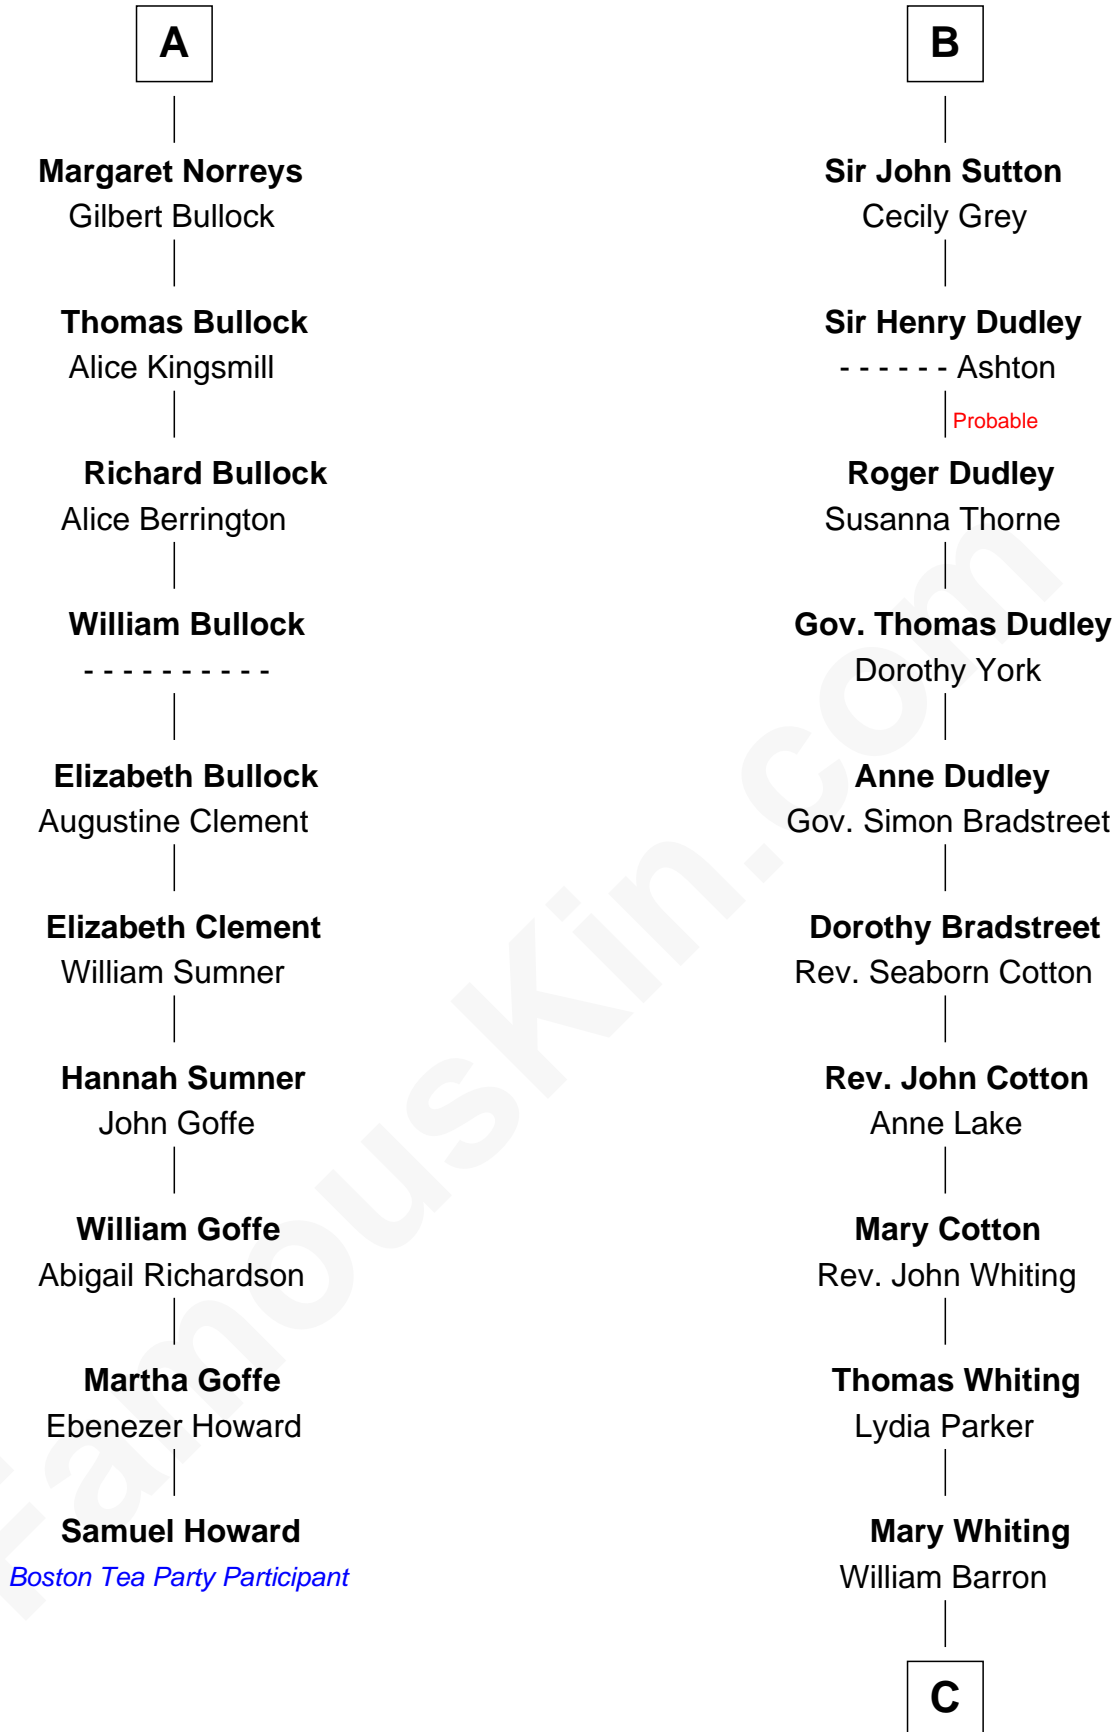 A
Margaret Norreys
Gilbert Bullock
Thomas Bullock
Alice Kingsmill
Richard Bullock
Alice Berrington
William Bullock
- - - - - - - - - -
Elizabeth Bullock
Augustine Clement
Elizabeth Clement
William Sumner
Hannah Sumner
John Goffe
William Goffe
Abigail Richardson
Martha Goffe
Ebenezer Howard
Samuel Howard
Boston Tea Party Participant
B
Sir John Sutton
Cecily Grey
Sir Henry Dudley
- - - - - - Ashton
Probable
Roger Dudley
Susanna Thorne
Gov. Thomas Dudley
Dorothy York
Anne Dudley
Gov. Simon Bradstreet
Dorothy Bradstreet
Rev. Seaborn Cotton
Rev. John Cotton
Anne Lake
Mary Cotton
Rev. John Whiting
Thomas Whiting
Lydia Parker
Mary Whiting
William Barron
C
FamousKin.com